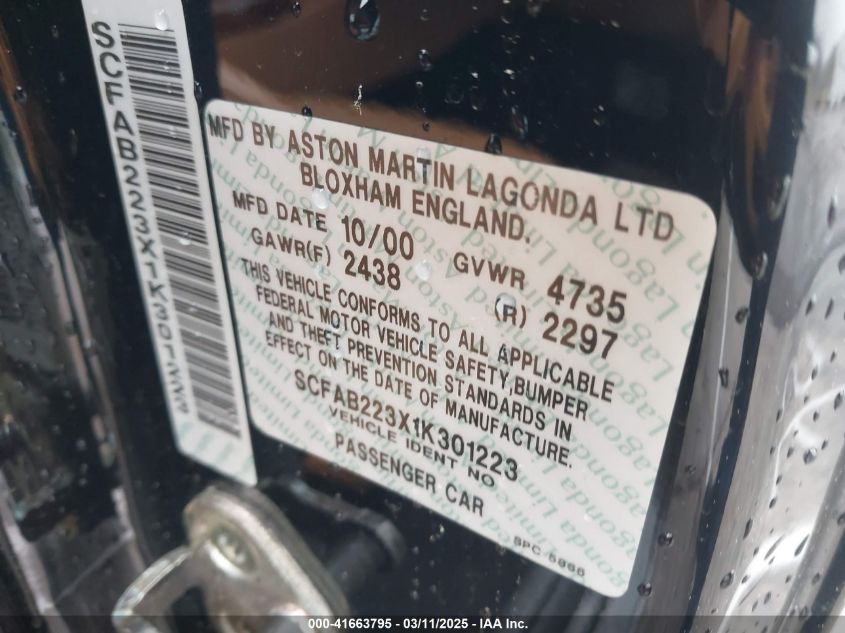 SCFAB223X1K301223
MFD BY ASTON MARTIN LAGONDA LTD
BLOXHAM ENGLAND.
MFD DATE 10/00 GVWR 4735
GAWR(F) 2438 (R) 2297
THIS VEHICLE CONFORMS TO ALL APPLICABLE
FEDERAL MOTOR VEHICLE SAFETY,BUMPER
AND THEFT PREVENTION STANDARDS IN
EFFECT ON THE DATE OF MANUFACTURE.
SCFAB223X1K301223
VEHICLE IDENT NO
PASSENGER CAR
000-41663795 - 03/11/2025 - IAA Inc.